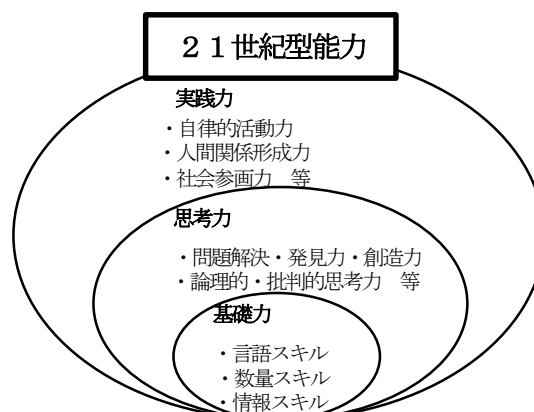 ２１世紀型能力
実践力
・自律的活動力
・人間関係形成力
・社会参画力　等
思考力
・問題解決・発見力・創造力
・論理的・批判的思考力　等
基礎力
・言語スキル
・数量スキル
・情報スキル